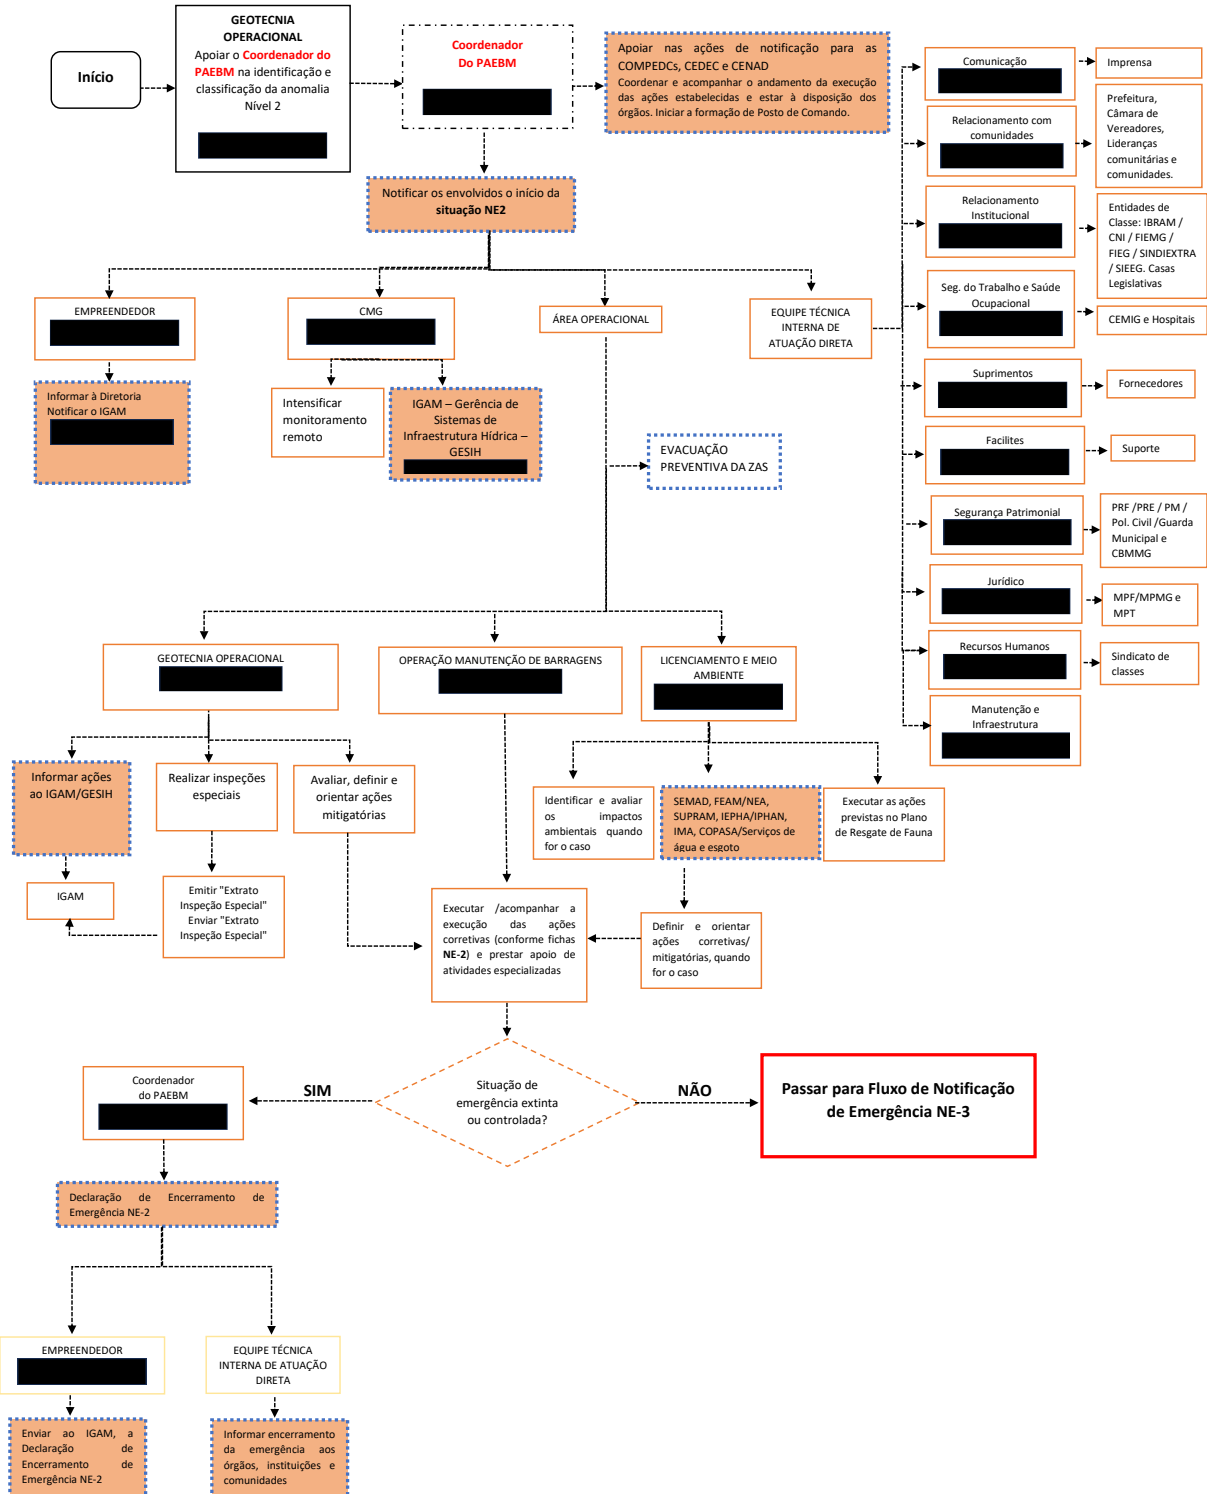 Início
GEOTECNIA
OPERACIONAL
Apoiar o Coordenador do
PAEBM na identificação e
classificação da anomalia
Nível 2
Coordenador
Do PAEBM
Apoiar nas ações de notificação para as
COMPEDCs, CEDEC e CENAD
Coordenar e acompanhar o andamento da execução
das ações estabelecidas e estar à disposição dos
órgãos. Iniciar a formação de Posto de Comando.
Notificar os envolvidos o início da
situação NE2
EMPREENDEDOR
Informar à Diretoria
Notificar o IGAM
CMG
Intensificar
monitoramento
remoto
IGAM – Gerência de
Sistemas de
Infraestrutura Hídrica –
GESIH
ÁREA OPERACIONAL
EQUIPE TÉCNICA
INTERNA DE
ATUAÇÃO DIRETA
EVACUAÇÃO
PREVENTIVA DA ZAS
Comunicação
Imprensa
Relacionamento com
comunidades
Prefeitura,
Câmara de
Vereadores,
Lideranças
comunitárias e
comunidades.
Relacionamento
Institucional
Entidades de
Classe: IBRAM /
CNI / FIEMG /
FIEG / SINDIEXTRA
/ SIEEG. Casas
Legislativas
Seg. do Trabalho e Saúde
Ocupacional
CEMIG e Hospitais
Suprimentos
Fornecedores
Facilites
Suporte
Segurança Patrimonial
PRF /PRE / PM /
Pol. Civil /Guarda
Municipal e
CBMMG
Jurídico
MPF/MPMG e
MPT
Recursos Humanos
Sindicato de
classes
Manutenção e
Infraestrutura
GEOTECNIA OPERACIONAL
OPERAÇÃO MANUTENÇÃO DE BARRAGENS
LICENCIAMENTO E MEIO
AMBIENTE
Informar ações
ao IGAM/GESIH
Realizar inspeções
especiais
Avaliar, definir e
orientar ações
mitigatórias
Identificar e avaliar
os impactos
ambientais quando
for o caso
SEMAD, FEAM/NEA,
SUPRAM, IEPHA/IPHAN,
IMA, COPASA/Serviços de
água e esgoto
Executar as ações
previstas no Plano
de Resgate de Fauna
IGAM
Emitir "Extrato
Inspeção Especial"
Enviar "Extrato
Inspeção Especial"
Executar /acompanhar a
execução das ações
corretivas (conforme fichas
NE-2) e prestar apoio de
atividades especializadas
Definir e orientar
ações corretivas/
mitigatórias, quando
for o caso
Situação de
emergência extinta
ou controlada?
SIM
NÃO
Passar para Fluxo de Notificação
de Emergência NE-3
Coordenador
do PAEBM
Declaração de Encerramento de
Emergência NE-2
EMPREENDEDOR
EQUIPE TÉCNICA
INTERNA DE ATUAÇÃO
DIRETA
Enviar ao IGAM, a
Declaração de
Encerramento de
Emergência NE-2
Informar encerramento
da emergência aos
órgãos, instituições e
comunidades